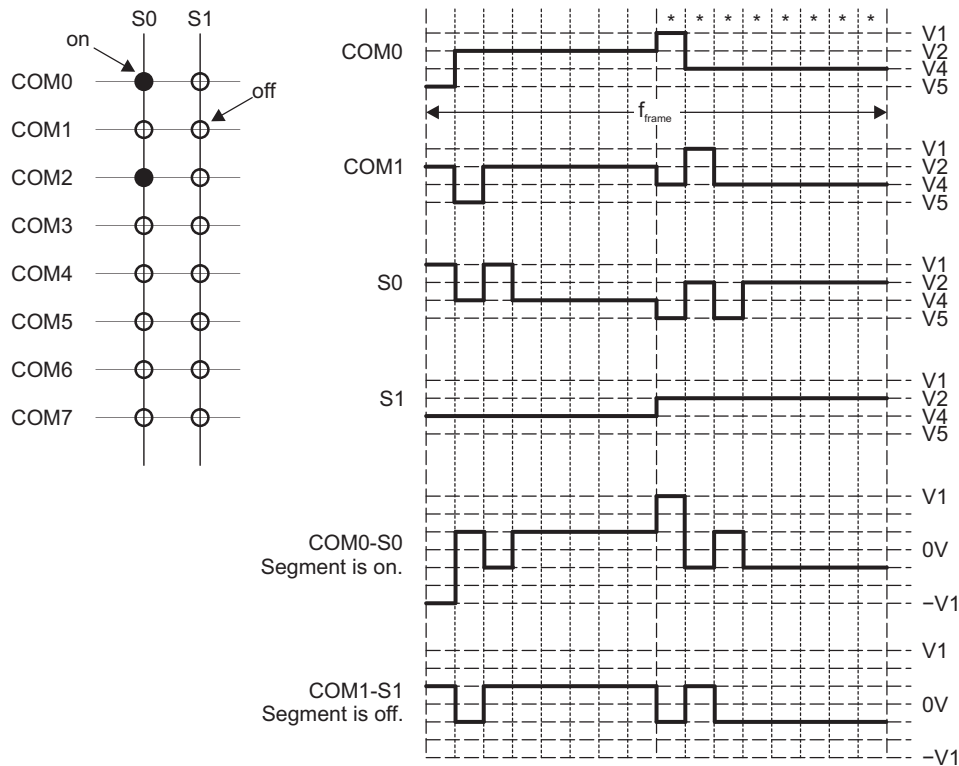 S0 S1
on
off
COM0
COM1
COM2
COM3
COM4
COM5
COM6
COM7
* * * * * * * *
COM0
V1
V2
V4
V5
fframe
COM1
V1
V2
V4
V5
S0
V1
V2
V4
V5
S1
V1
V2
V4
V5
COM0-S0
Segment is on.
V1
0V
−V1
COM1-S1
Segment is off.
V1
0V
−V1